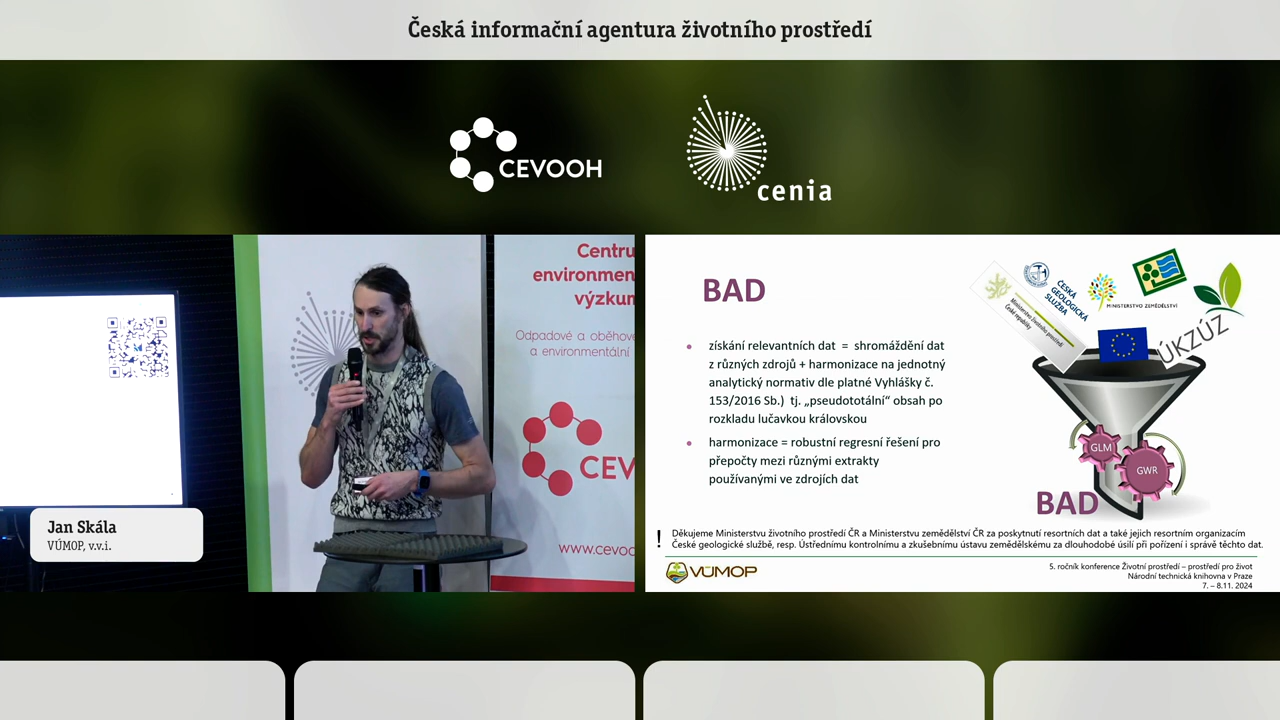 Česká informační agentura životního prostředí
CEVOOH
cenia
Centru
environmen
výzkum
Odpadové a oběhové
a environmentální
CEV
www.cevoo
Jan Skála
VÚMOP, v.v.i.
BAD
• získání relevantních dat = shromáždění dat
z různých zdrojů + harmonizace na jednotný
analytický normativ dle platné Vyhlášky č.
153/2016 Sb.) tj. „pseudototální“ obsah po
rozkladu lučavkou královskou
• harmonizace = robustní regresní řešení pro
přepočty mezi různými extrakty
používanými ve zdrojích dat
Ministerstvo životního prostředí
České republiky
ČESKÁ
GEOLOGICKÁ
SLUŽBA
MINISTERSTVO ZEMĚDĚLSTVÍ
ÚKZÚZ
GLM
GWR
BAD
! Děkujeme Ministerstvu životního prostředí ČR a Ministerstvu zemědělství ČR za poskytnutí resortních dat a také jejich resortním organizacím
České geologické službě, resp. Ústřednímu kontrolnímu a zkušebnímu ústavu zemědělskému za dlouhodobé úsilí při pořízení i správě těchto dat.
VÚMOP
5. ročník konference Životní prostředí – prostředí pro život
Národní technická knihovna v Praze
7. – 8.11. 2024